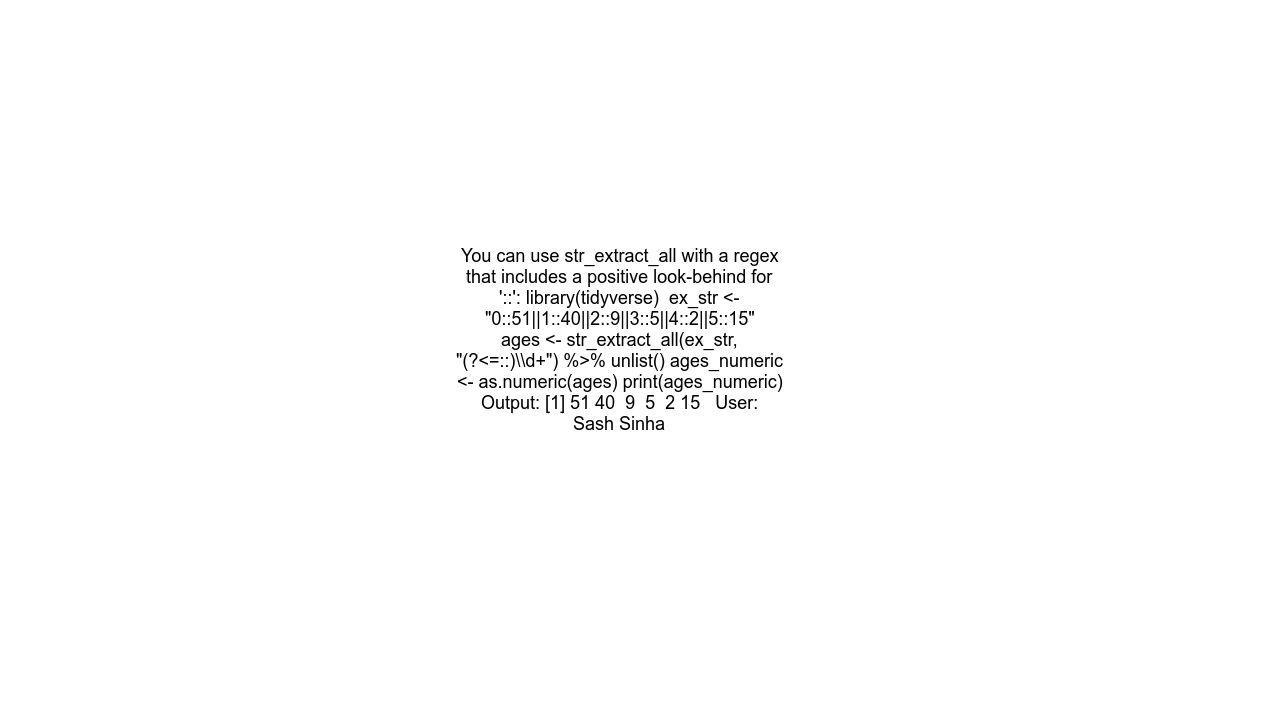 You can use str_extract_all with a regex
that includes a positive look-behind for
'::': library(tidyverse)  ex_str <-
"0::51||1::40||2::9||3::5||4::2||5::15"
ages <- str_extract_all(ex_str,
"(?<=::)\\d+") %>% unlist() ages_numeric
<- as.numeric(ages) print(ages_numeric)
Output: [1] 51 40  9  5  2 15   User:
Sash Sinha